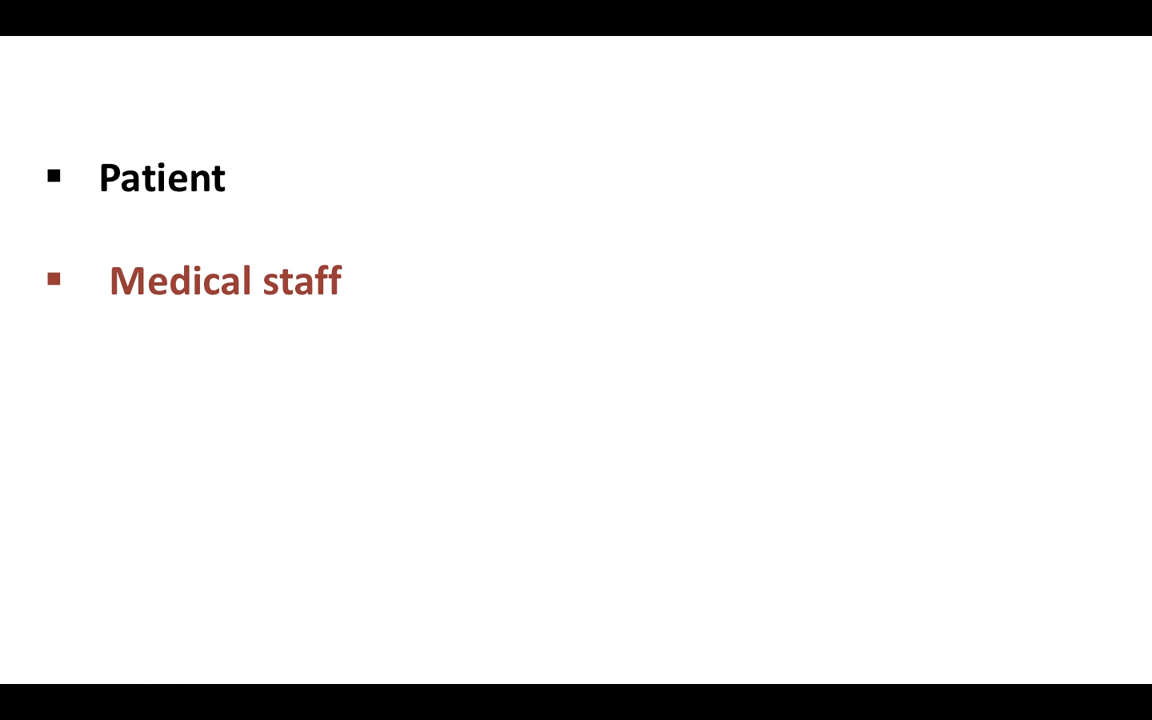 ▪ Patient
▪ Medical staff